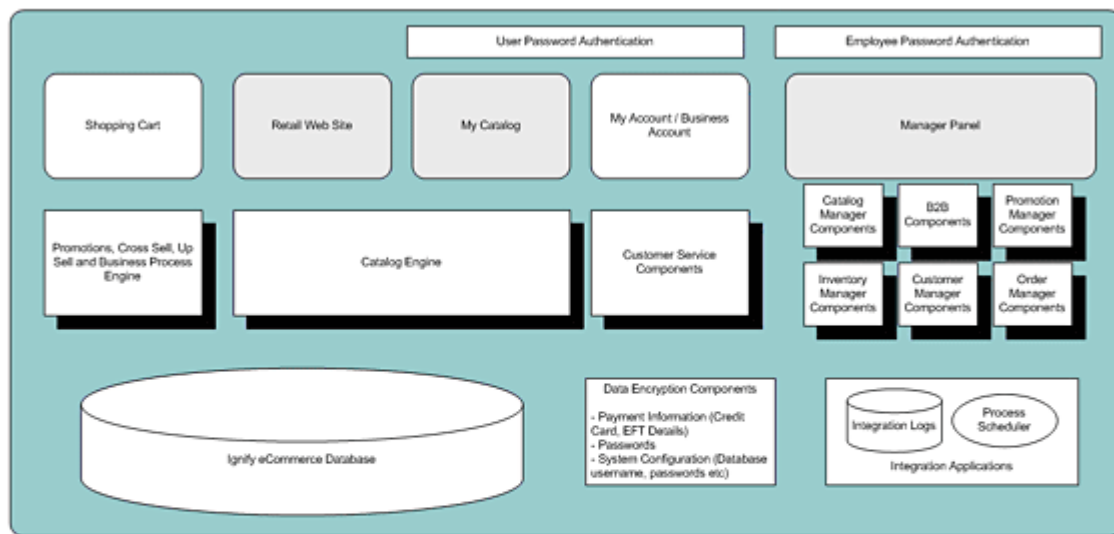 User Password Authentication
Employee Password Authentication
Shopping Cart
Retail Web Site
My Catalog
My Account / Business
Account
Manager Panel
Catalog
Manager
Components
B2B
Components
Promotion
Manager
Components
Promotions, Cross Sell, Up
Sell and Business Process
Engine
Catalog Engine
Customer Service
Components
Inventory
Manager
Components
Customer
Manager
Components
Order
Manager
Components
Ignify eCommerce Database
Data Encryption Components
- Payment Information (Credit
Card, EFT Details)
- Passwords
- System Configuration (Database
username, passwords etc)
Integration Logs
Process
Scheduler
Integration Applications